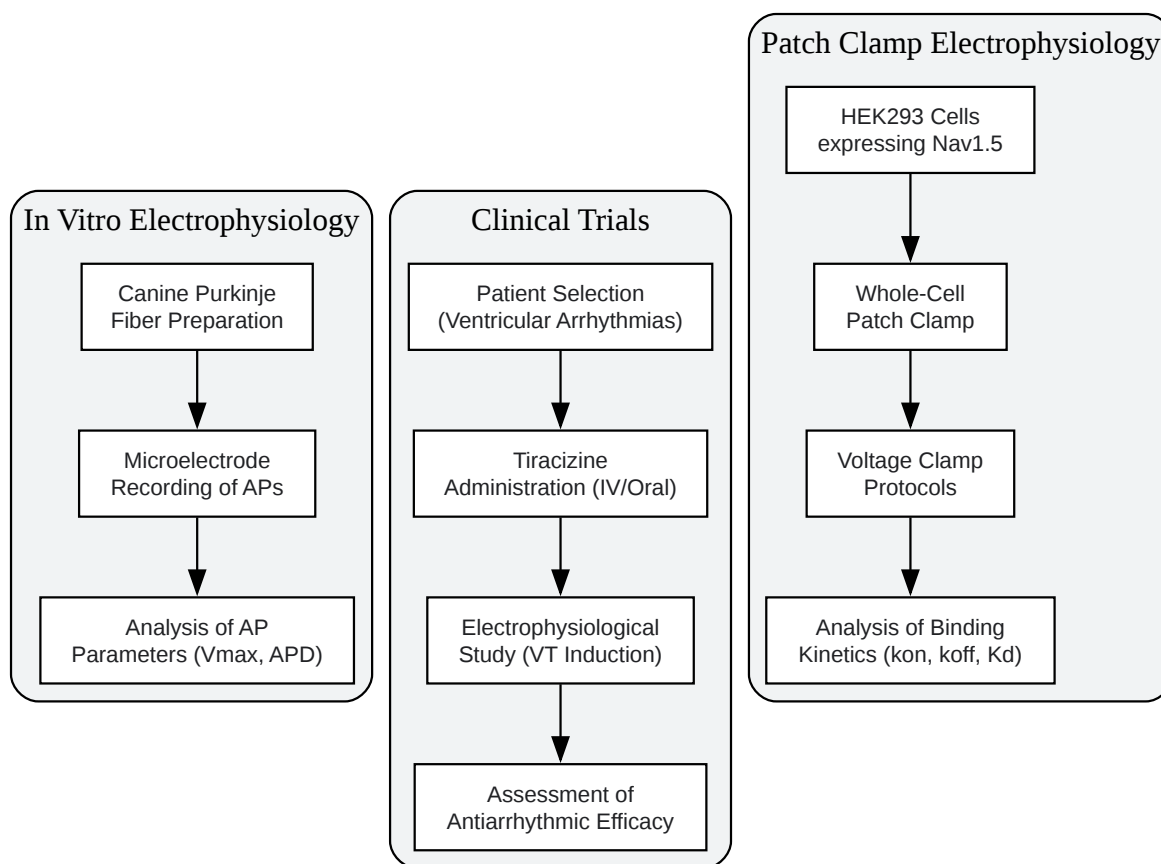 In Vitro Electrophysiology
Canine Purkinje
Fiber Preparation
Microelectrode
Recording of APs
Analysis of AP
Parameters (Vmax, APD)
Clinical Trials
Patient Selection
(Ventricular Arrhythmias)
Tiracizine
Administration (IV/Oral)
Electrophysiological
Study (VT Induction)
Assessment of
Antiarrhythmic Efficacy
Patch Clamp Electrophysiology
HEK293 Cells
expressing Nav1.5
Whole-Cell
Patch Clamp
Voltage Clamp
Protocols
Analysis of Binding
Kinetics (kon, koff, Kd)